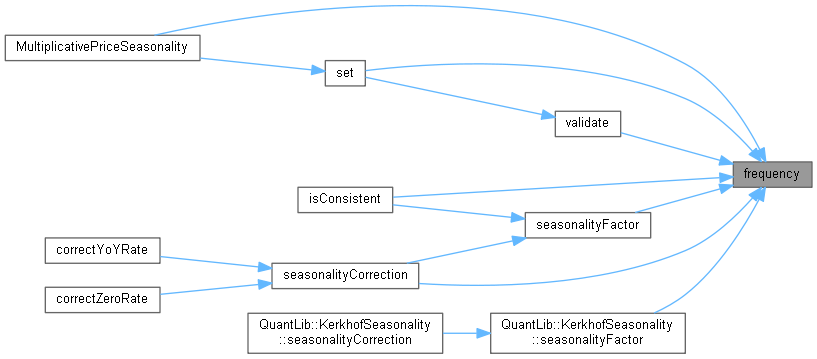 MultiplicativePriceSeasonality
set
validate
frequency
isConsistent
seasonalityFactor
correctYoYRate
seasonalityCorrection
correctZeroRate
QuantLib::KerkhofSeasonality
::seasonalityCorrection
QuantLib::KerkhofSeasonality
::seasonalityFactor